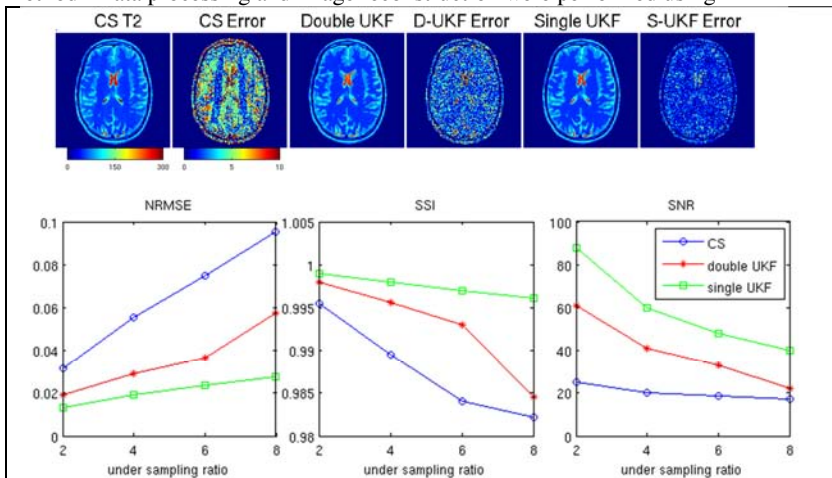 CS T2 CS Error Double UKF D-UKF Error Single UKF S-UKF Error
0 150 300 0 5 10
NRMSE SSI SNR
0.1
0.08
0.06
0.04
0.02
0
2 4 6 8
under sampling ratio
1.005
1
0.995
0.99
0.985
0.98
2 4 6 8
under sampling ratio
100
80
60
40
20
0
2 4 6 8
under sampling ratio
CS
double UKF
single UKF